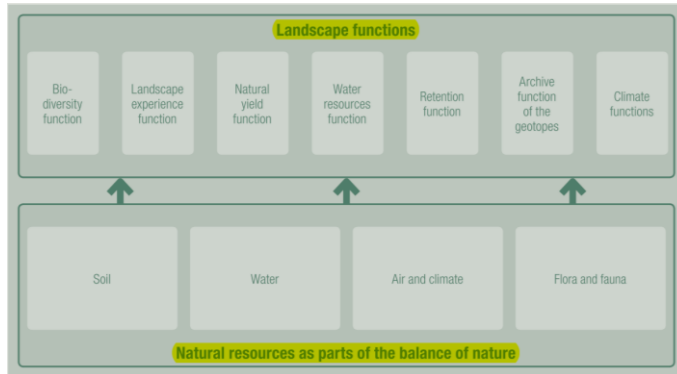 Landscape functions
Bio-
diversity
function
Landscape
experience
function
Natural
yield
function
Water
resources
function
Retention
function
Archive
function
of the
geotopes
Climate
functions
Soil
Water
Air and climate
Flora and fauna
Natural resources as parts of the balance of nature